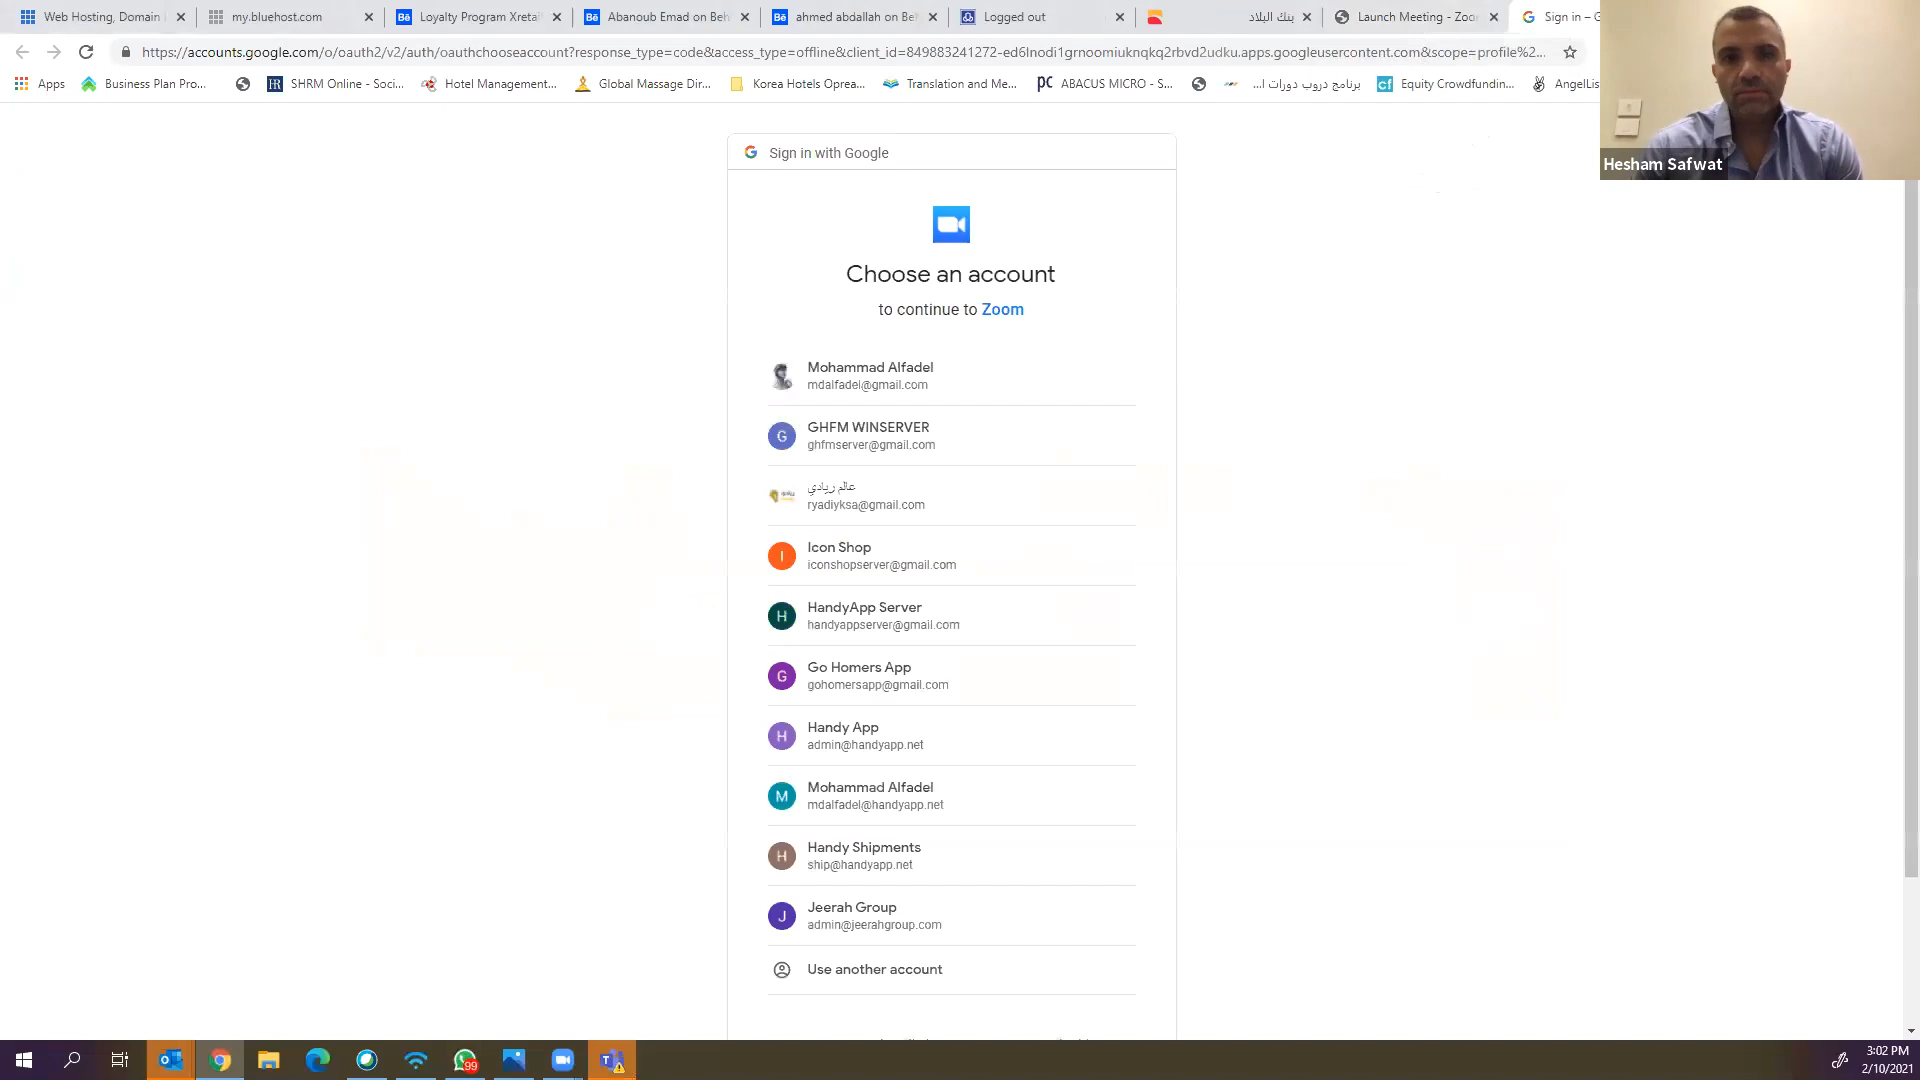 Web Hosting, Domain
my.bluehost.com
Loyalty Program Xretail
Abanoub Emad on Beh
ahmed abdallah on Beh
Logged out
بنك البلاد
Launch Meeting - Zoo
Sign in – G
https://accounts.google.com/o/oauth2/v2/auth/oauthchooseaccount?response_type=code&access_type=offline&client_id=849883241272-ed6lnodi1grnoomiuknqkq2rbvd2udku.apps.googleusercontent.com&scope=profile%2...
Apps
Business Plan Pro...
SHRM Online - Soci...
Hotel Management...
Global Massage Dir...
Korea Hotels Oprea...
Translation and Me...
ABACUS MICRO - S...
برنامج دروب دورات ا...
Equity Crowdfundin...
AngelLis
Hesham Safwat
Sign in with Google
Choose an account
to continue to Zoom
Mohammad Alfadel
mdalfadel@gmail.com
G
GHFM WINSERVER
ghfmserver@gmail.com
عالم ريادي
ryadiyksa@gmail.com
I
Icon Shop
iconshopserver@gmail.com
H
HandyApp Server
handyappserver@gmail.com
G
Go Homers App
gohomersapp@gmail.com
H
Handy App
admin@handyapp.net
M
Mohammad Alfadel
mdalfadel@handyapp.net
H
Handy Shipments
ship@handyapp.net
J
Jeerah Group
admin@jeerahgroup.com
Use another account
99
3:02 PM
2/10/2021